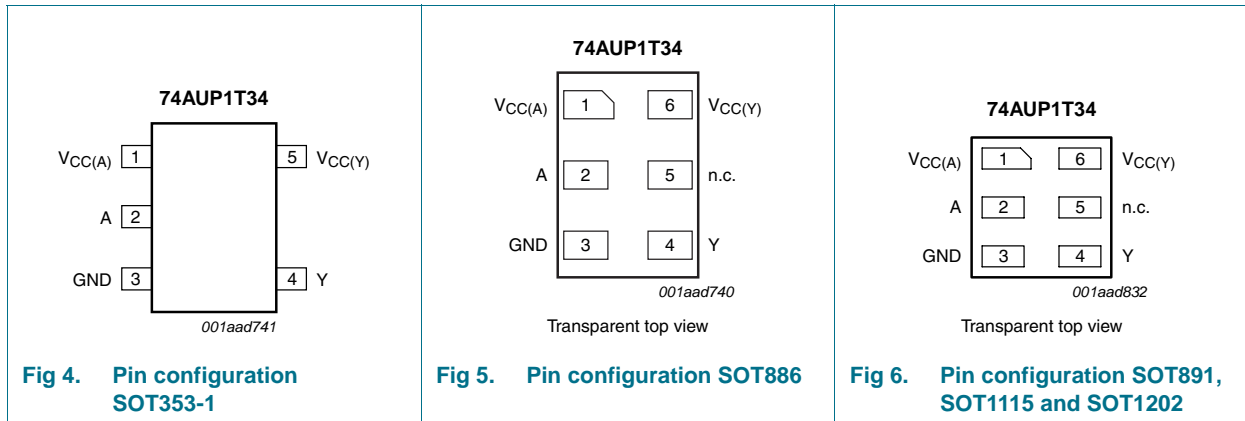 74AUP1T34
VCC(A) 1 5 VCC(Y)
A 2
GND 3 4 Y
001aad741
Fig 4. Pin configuration
SOT353-1
74AUP1T34
VCC(A) 1 6 VCC(Y)
A 2 5 n.c.
GND 3 4 Y
001aad740
Transparent top view
Fig 5. Pin configuration SOT886
74AUP1T34
VCC(A) 1 6 VCC(Y)
A 2 5 n.c.
GND 3 4 Y
001aad832
Transparent top view
Fig 6. Pin configuration SOT891,
SOT1115 and SOT1202